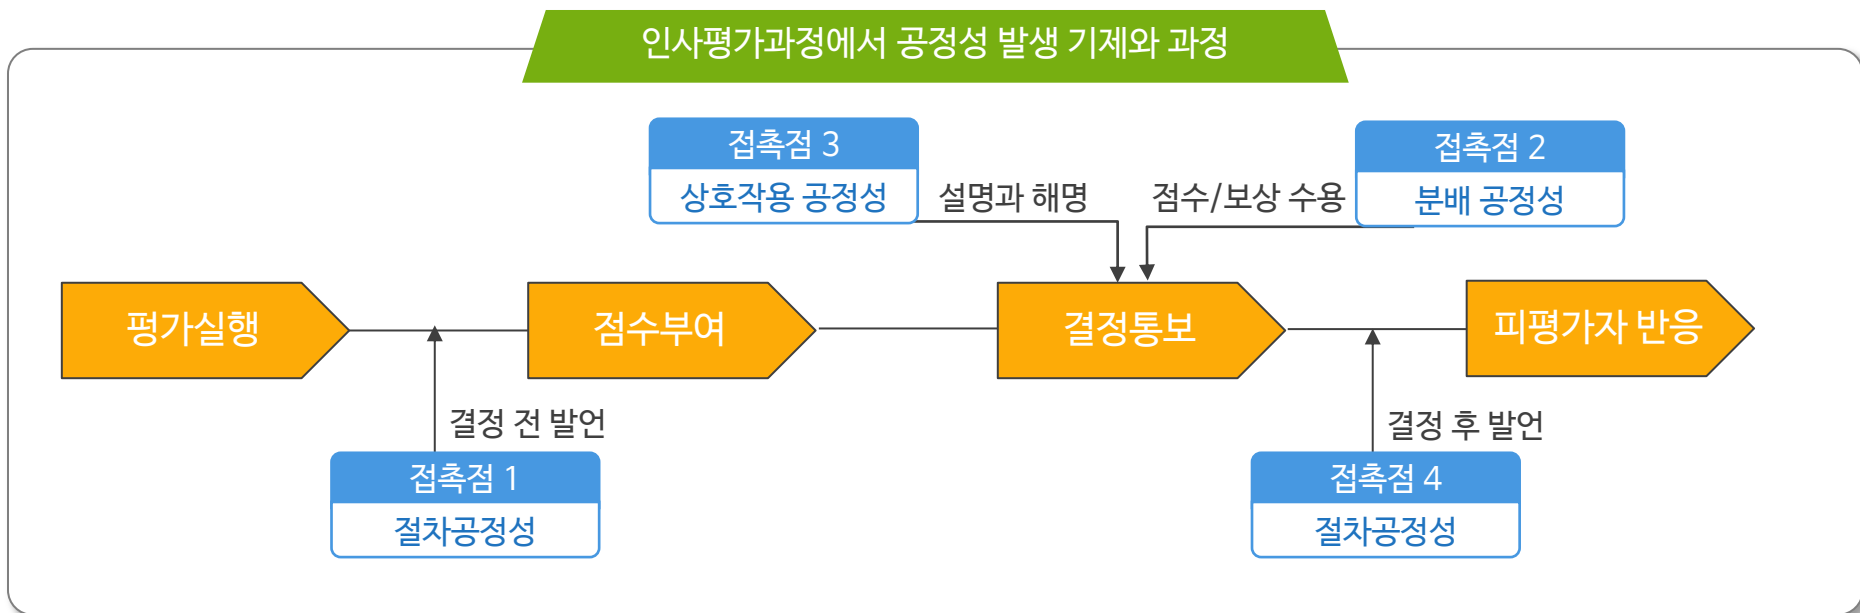 인사평가과정에서 공정성 발생 기제와 과정
접촉점 3
상호작용 공정성
설명과 해명
점수/보상 수용
접촉점 2
분배 공정성
평가실행
점수부여
결정통보
피평가자 반응
결정 전 발언
접촉점 1
절차공정성
결정 후 발언
접촉점 4
절차공정성